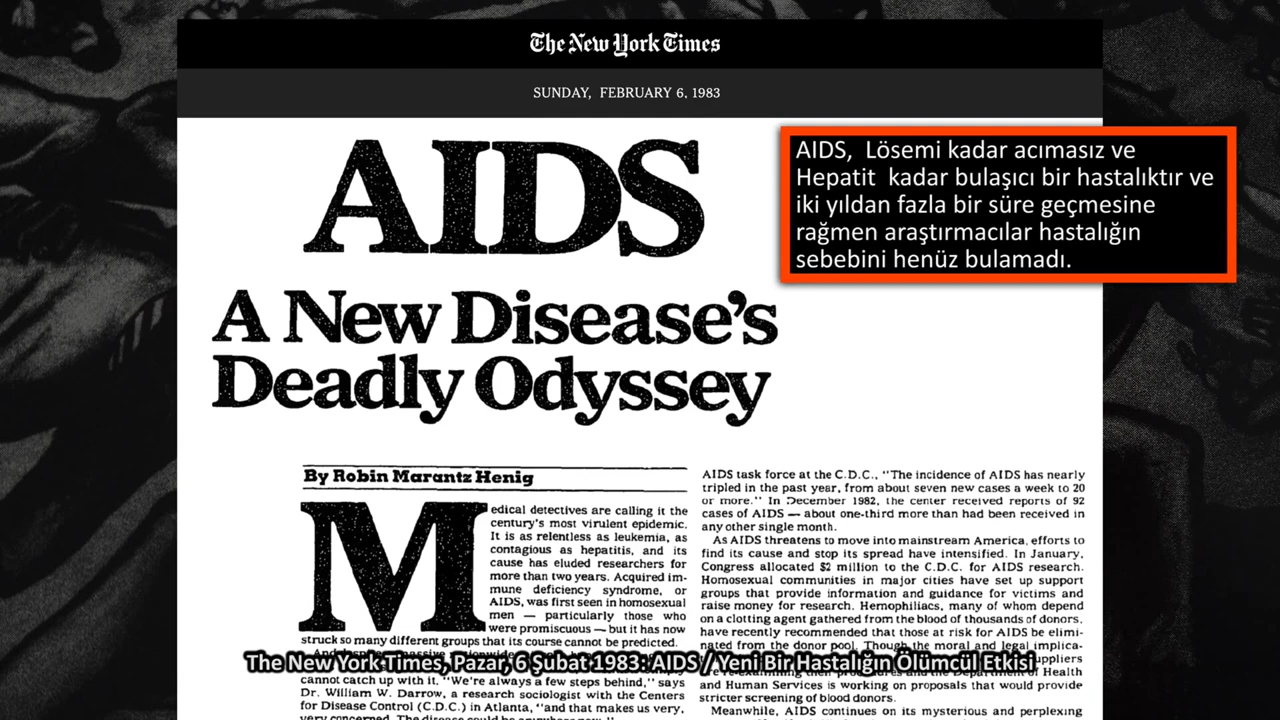 The New York Times
SUNDAY, FEBRUARY 6, 1983
AIDS
A New Disease's
Deadly Odyssey
AIDS, Lösemi kadar acımasız ve
Hepatit kadar bulaşıcı bir hastalıktır ve
iki yıldan fazla bir süre geçmesine
rağmen araştırmacılar hastalığın
sebebini henüz bulamadı.
By Robin Marantz Henig
Medical detectives are calling it the
century's most virulent epidemic.
It is as relentless as leukemia, as
contagious as hepatitis, and its
cause has eluded researchers for
more than two years. Acquired im-
mune deficiency syndrome, or
AIDS, was first seen in homosexual
men — particularly those who
were promiscuous — but it has now
struck so many different groups that its course cannot be predicted.
cannot catch up with it. "We're always a few steps behind," says
Dr. William W. Darrow, a research sociologist with the Centers
for Disease Control (C.D.C.) in Atlanta, "and that makes us very,
very concerned. The disease could be anywhere now."
AIDS task force at the C.D.C., "The incidence of AIDS has nearly
tripled in the past year, from about seven new cases a week to 20
or more." In December 1982, the center received reports of 92
cases of AIDS — about one-third more than had been received in
any other single month.
As AIDS threatens to move into mainstream America, efforts to
find its cause and stop its spread have intensified. In January,
Congress allocated $2 million to the C.D.C. for AIDS research.
Homosexual communities in major cities have set up support
groups that provide information and guidance for victims and
raise money for research. Hemophiliacs, many of whom depend
on a clotting agent gathered from the blood of thousands of donors,
have recently recommended that those at risk for AIDS be elimi-
nated from the donor pool. Though the moral and legal implica-
and Human Services is working on proposals that would provide
stricter screening of blood donors.
Meanwhile, AIDS continues on its mysterious and perplexing
The New York Times, Pazar, 6 Şubat 1983: AIDS / Yeni Bir Hastalığn Ölümcül Etkisi